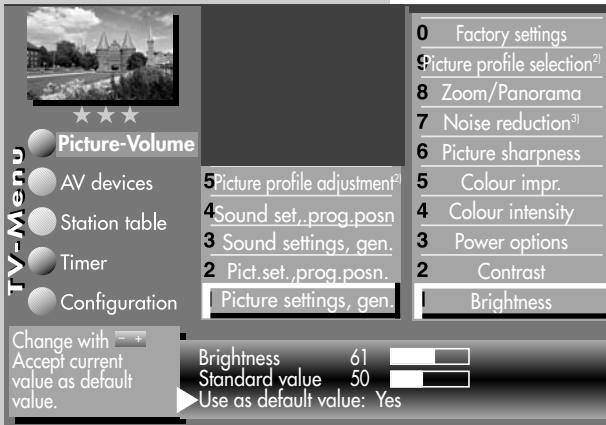 TV-Menu
Picture-Volume
AV devices
Station table
Timer
Configuration
5 Picture profile adjustment2)
4 Sound set,.prog.posn
3 Sound settings, gen.
2 Pict.set.,prog.posn.
1 Picture settings, gen.
0 Factory settings
9 Picture profile selection2)
8 Zoom/Panorama
7 Noise reduction3)
6 Picture sharpness
5 Colour impr.
4 Colour intensity
3 Power options
2 Contrast
1 Brightness
Change with - +
Accept current
value as default
value.
Brightness 61
Standard value 50
Use as default value: Yes